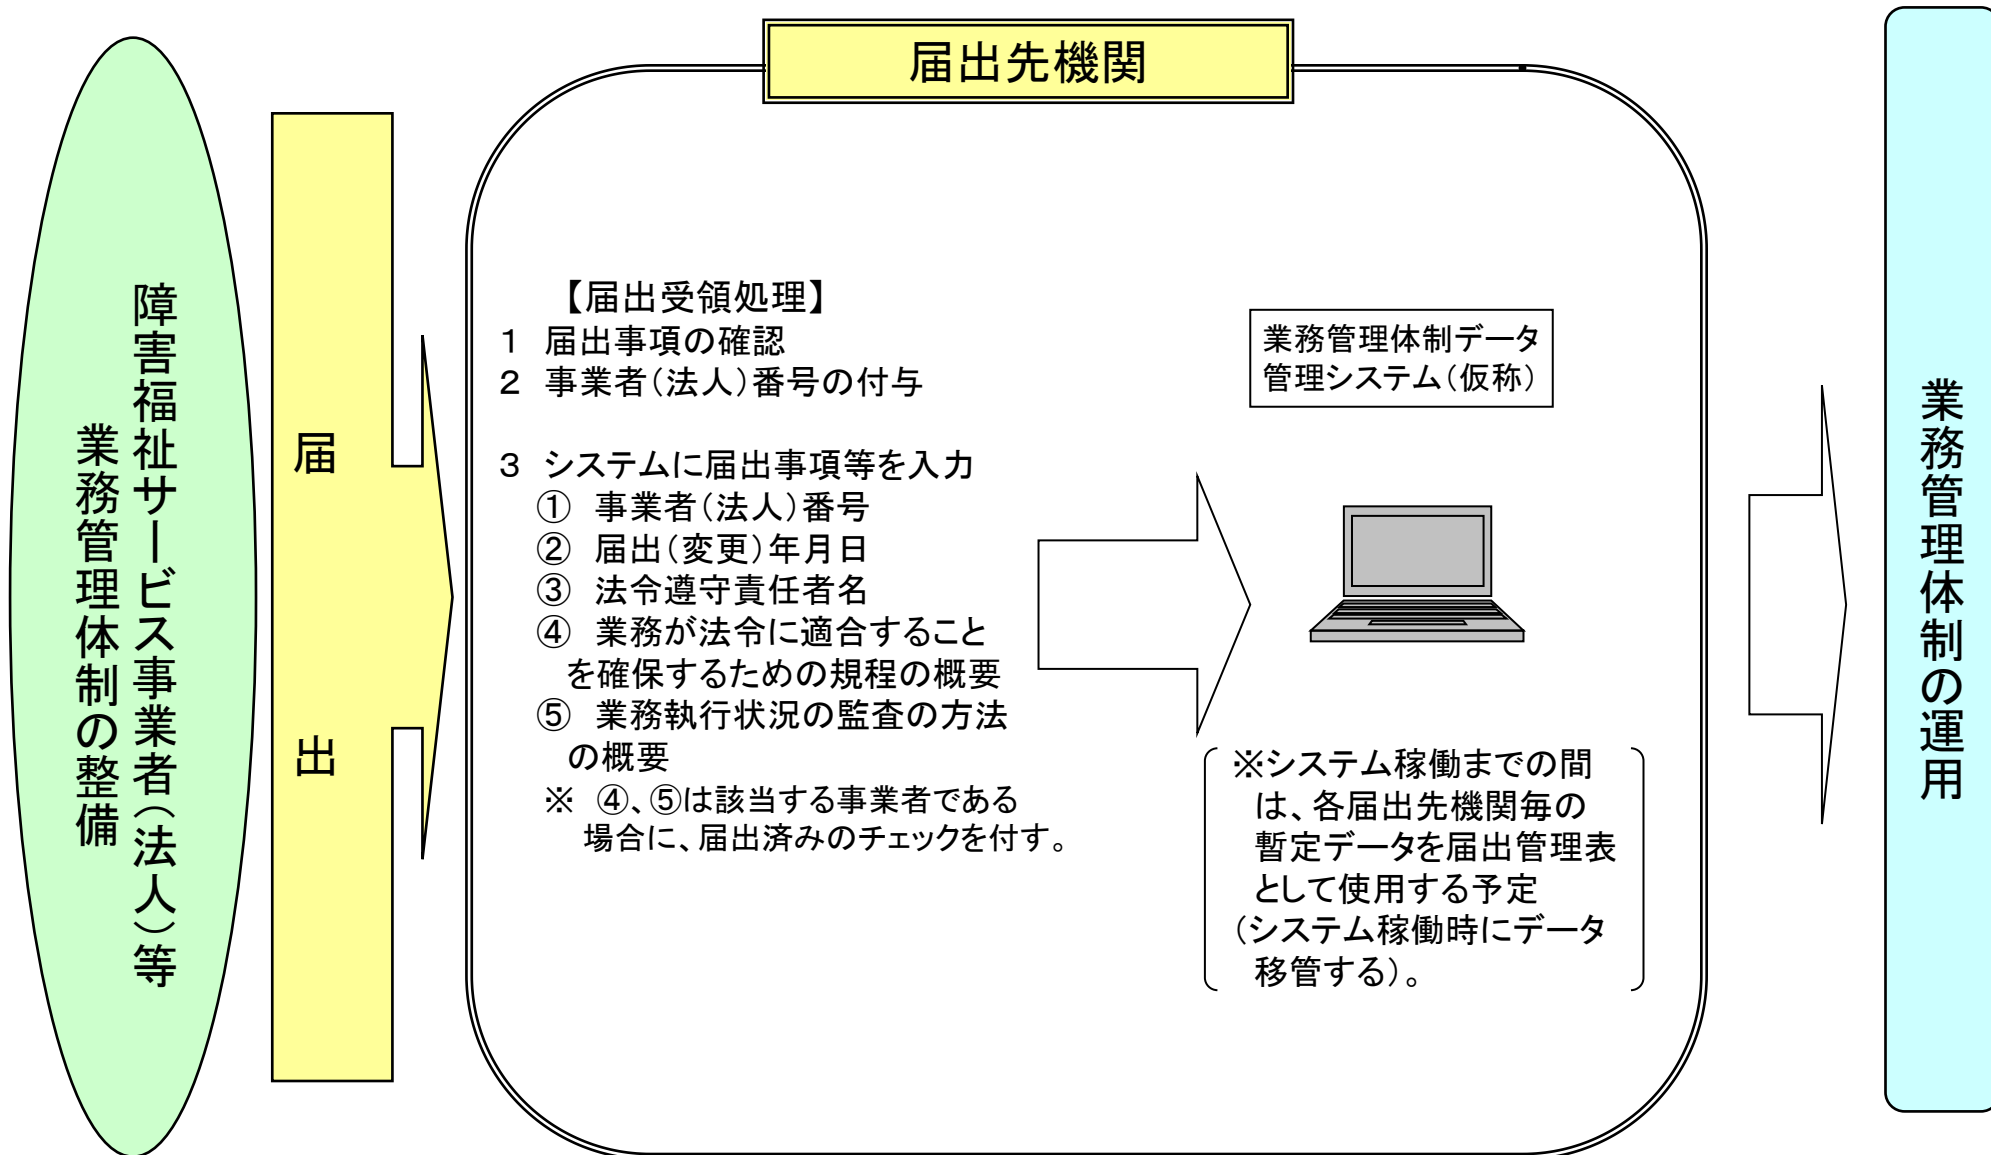 届出先機関
障害福祉サービス事業者（法人）等
業務管理体制の整備
届出
【届出受領処理】
１　届出事項の確認
２　事業者（法人）番号の付与
３　システムに届出事項等を入力
①　事業者（法人）番号
②　届出（変更）年月日
③　法令遵守責任者名
④　業務が法令に適合すること
を確保するための規程の概要
⑤　業務執行状況の監査の方法
の概要
※　④、⑤は該当する事業者である
場合に、届出済みのチェックを付す。
業務管理体制データ
管理システム（仮称）
※システム稼働までの間
は、各届出先機関毎の
暫定データを届出管理表
として使用する予定
（システム稼働時にデータ
移管する）。
業務管理体制の運用